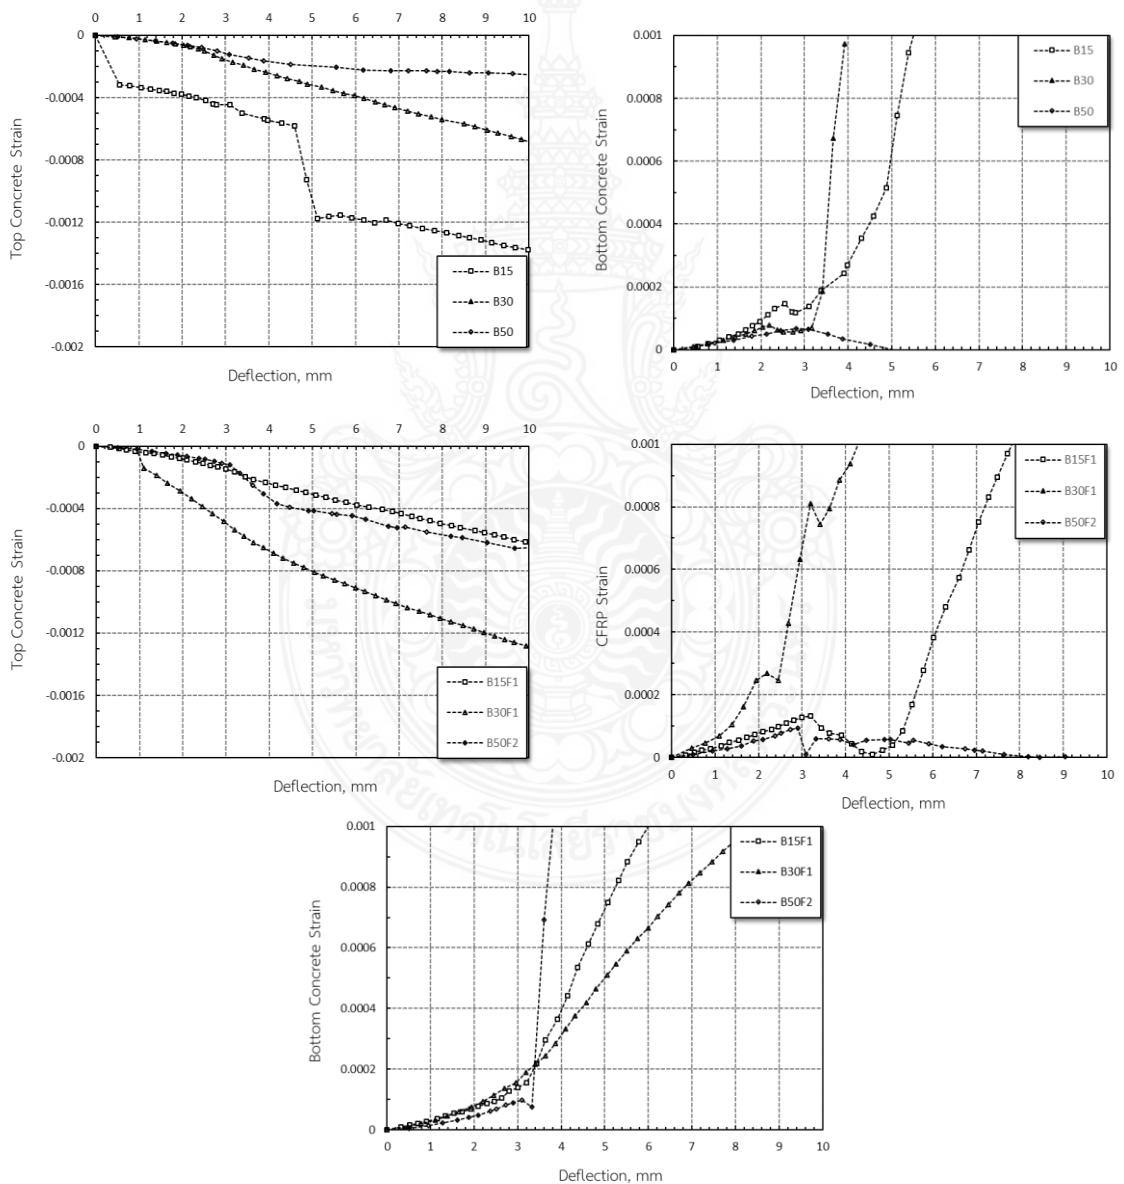 0 1 2 3 4 5 6 7 8 9 10
0
-0.0004
-0.0008
-0.0012
-0.0016
-0.002
Top Concrete Strain
B15
B30
B50
Deflection, mm
0.001
0.0008
0.0006
0.0004
0.0002
0
Bottom Concrete Strain
B15
B30
B50
0 1 2 3 4 5 6 7 8 9 10
Deflection, mm
0 1 2 3 4 5 6 7 8 9 10
0
-0.0004
-0.0008
-0.0012
-0.0016
-0.002
Top Concrete Strain
B15F1
B30F1
B50F2
Deflection, mm
0.001
0.0008
0.0006
0.0004
0.0002
0
CFRP Strain
B15F1
B30F1
B50F2
0 1 2 3 4 5 6 7 8 9 10
Deflection, mm
0.001
0.0008
0.0006
0.0004
0.0002
0
Bottom Concrete Strain
B15F1
B30F1
B50F2
0 1 2 3 4 5 6 7 8 9 10
Deflection, mm